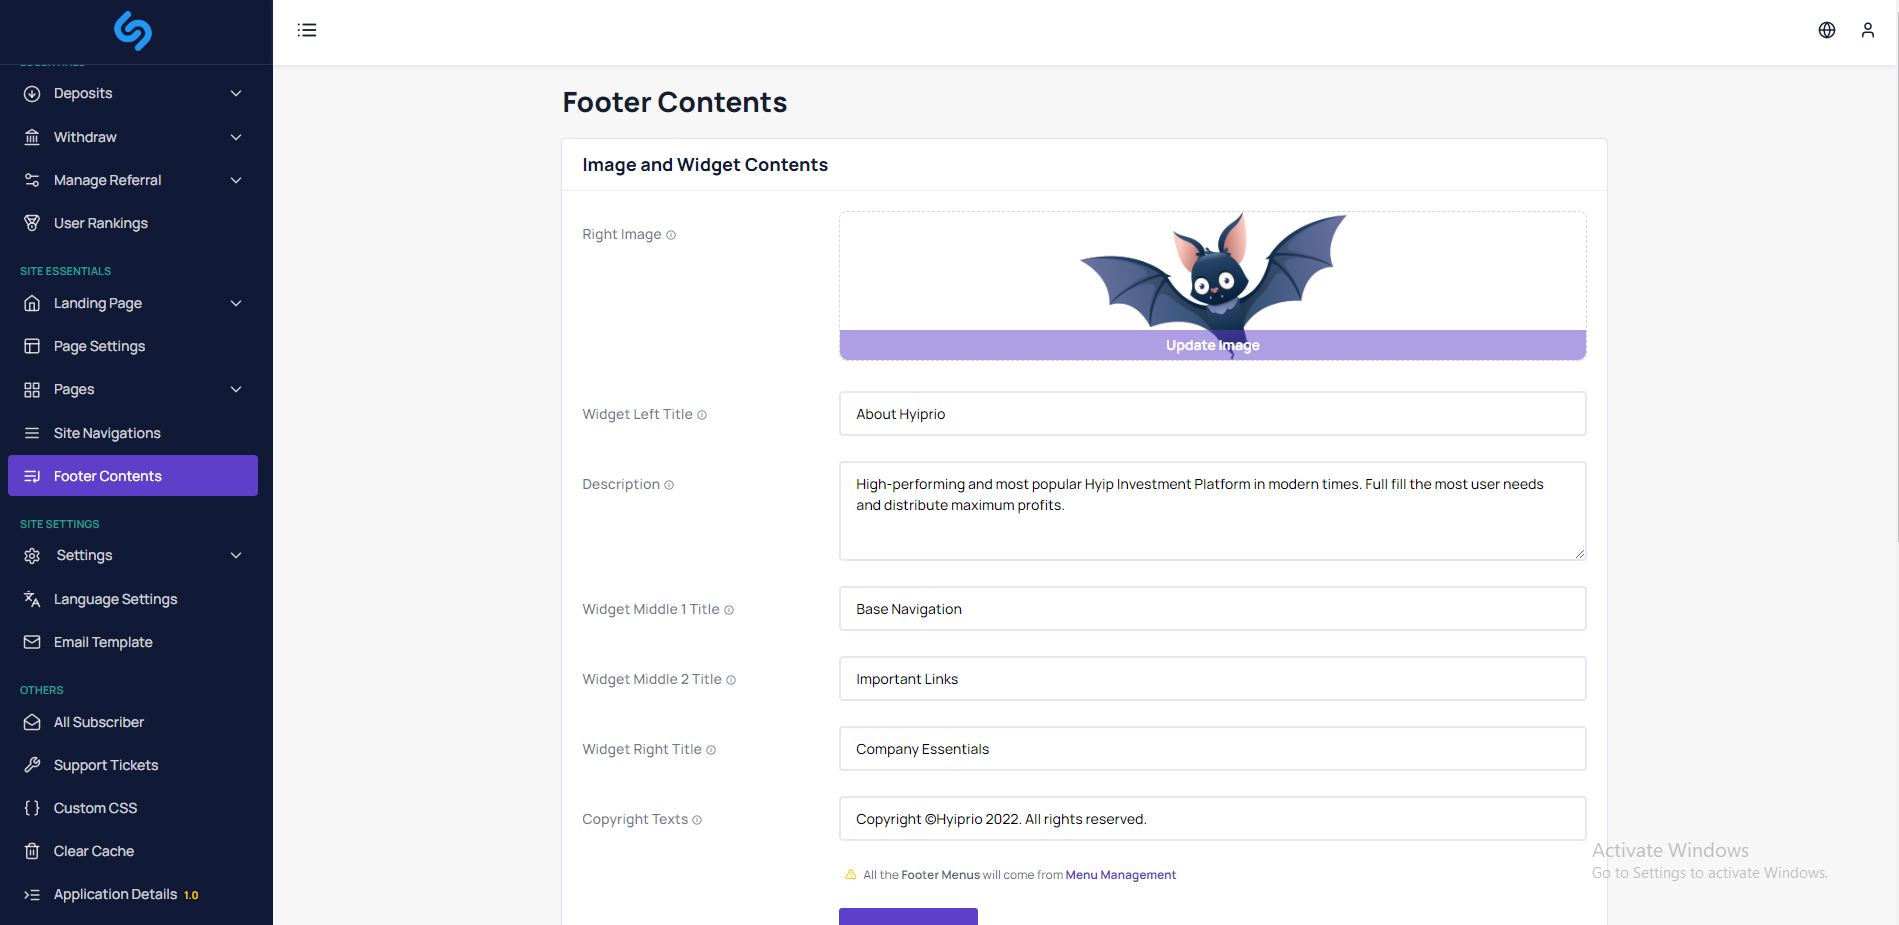 Deposits
Withdraw
Manage Referral
User Rankings
SITE ESSENTIALS
Landing Page
Page Settings
Pages
Site Navigations
Footer Contents
SITE SETTINGS
Settings
Language Settings
Email Template
OTHERS
All Subscriber
Support Tickets
Custom CSS
Clear Cache
Application Details 1.0
Footer Contents
Image and Widget Contents
Right Image
Update Image
Widget Left Title
About Hyiprio
Description
High-performing and most popular Hyip Investment Platform in modern times. Full fill the most user needs
and distribute maximum profits.
Widget Middle 1 Title
Base Navigation
Widget Middle 2 Title
Important Links
Widget Right Title
Company Essentials
Copyright Texts
Copyright ©Hyiprio 2022. All rights reserved.
All the Footer Menus will come from Menu Management
Activate Windows
Go to Settings to activate Windows.